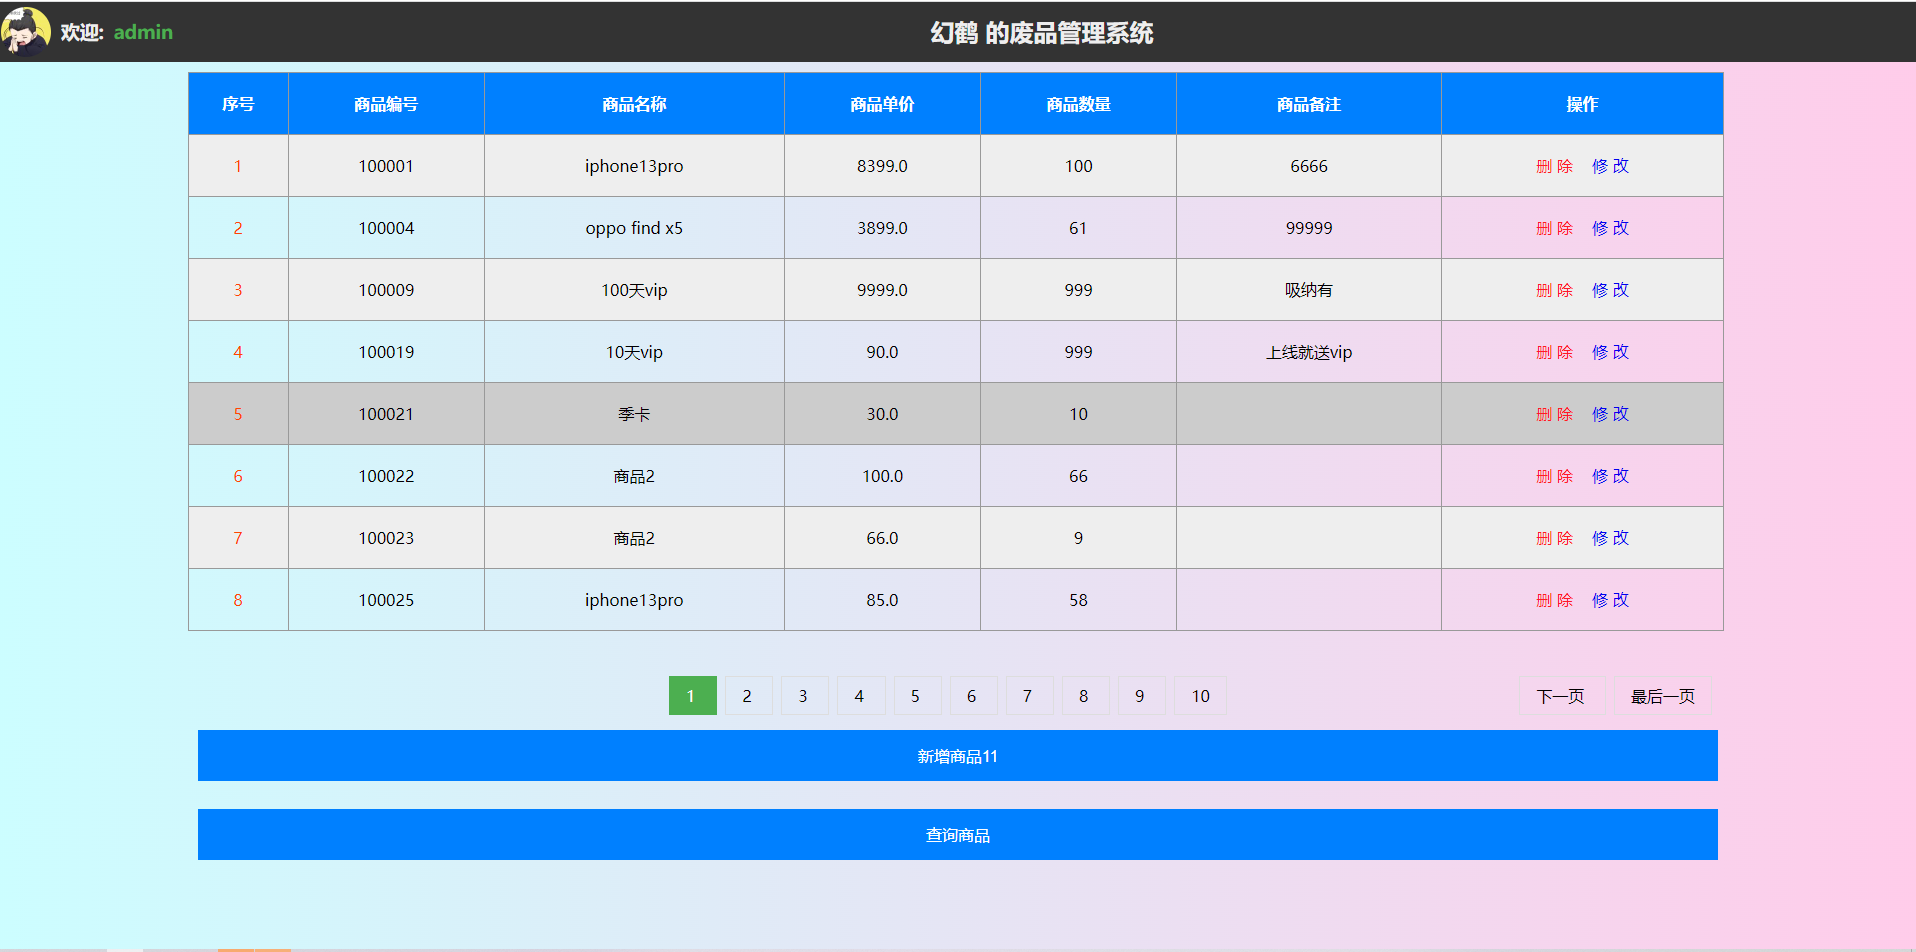 欢迎: admin 幻鹤 的废品管理系统
序号 商品编号 商品名称 商品单价 商品数量 商品备注 操作
1 100001 iphone13pro 8399.0 100 6666 删 除 修 改
2 100004 oppo find x5 3899.0 61 99999 删 除 修 改
3 100009 100天vip 9999.0 999 吸纳有 删 除 修 改
4 100019 10天vip 90.0 999 上线就送vip 删 除 修 改
5 100021 季卡 30.0 10 删 除 修 改
6 100022 商品2 100.0 66 删 除 修 改
7 100023 商品2 66.0 9 删 除 修 改
8 100025 iphone13pro 85.0 58 删 除 修 改
1 2 3 4 5 6 7 8 9 10 下一页 最后一页
新增商品11
查询商品